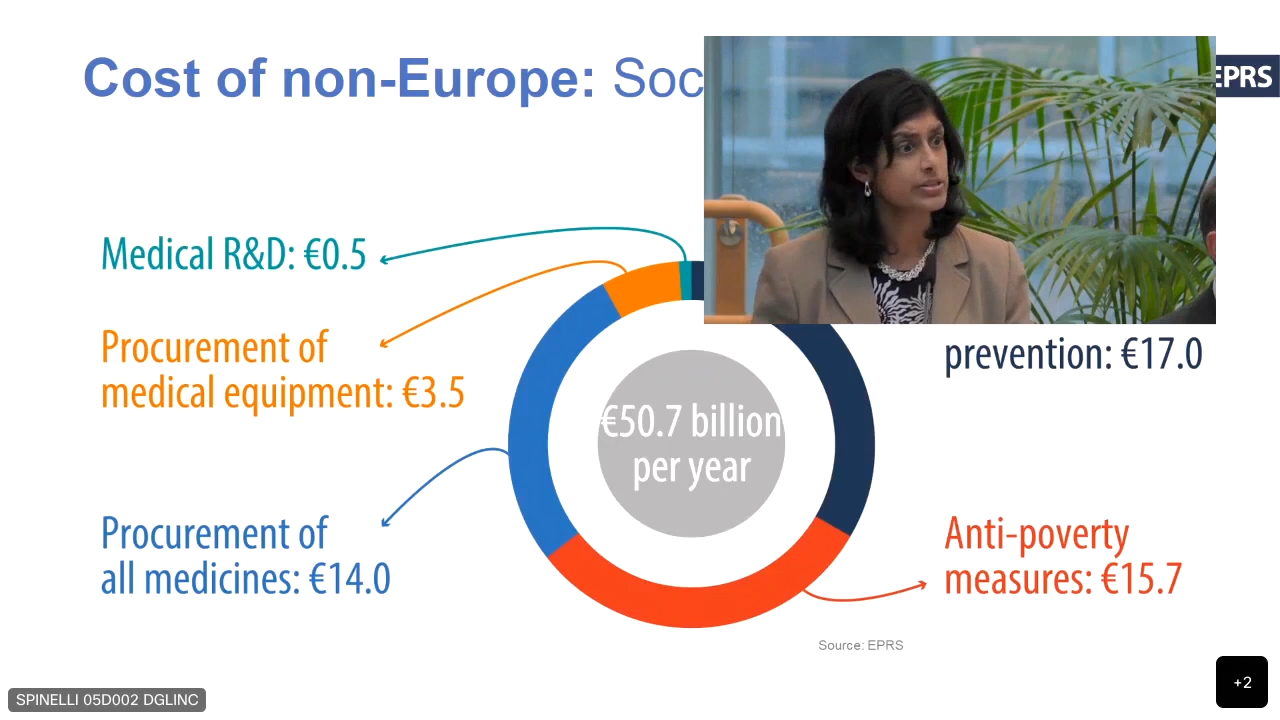 Cost of non-Europe: Soc
EPRS
Medical R&D: €0.5
Procurement of
medical equipment: €3.5
prevention: €17.0
€50.7 billion
per year
Procurement of
all medicines: €14.0
Anti-poverty
measures: €15.7
Source: EPRS
SPINELLI 05D002 DGLINC
+2